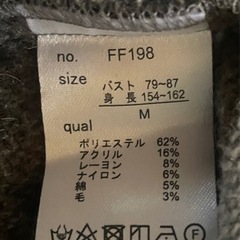 no. FF198
size
バスト 79~87
身長 154~162
M
qual
ポリエステル 62%
アクリル 16%
レーヨン 8%
ナイロン 6%
綿 5%
毛 3%